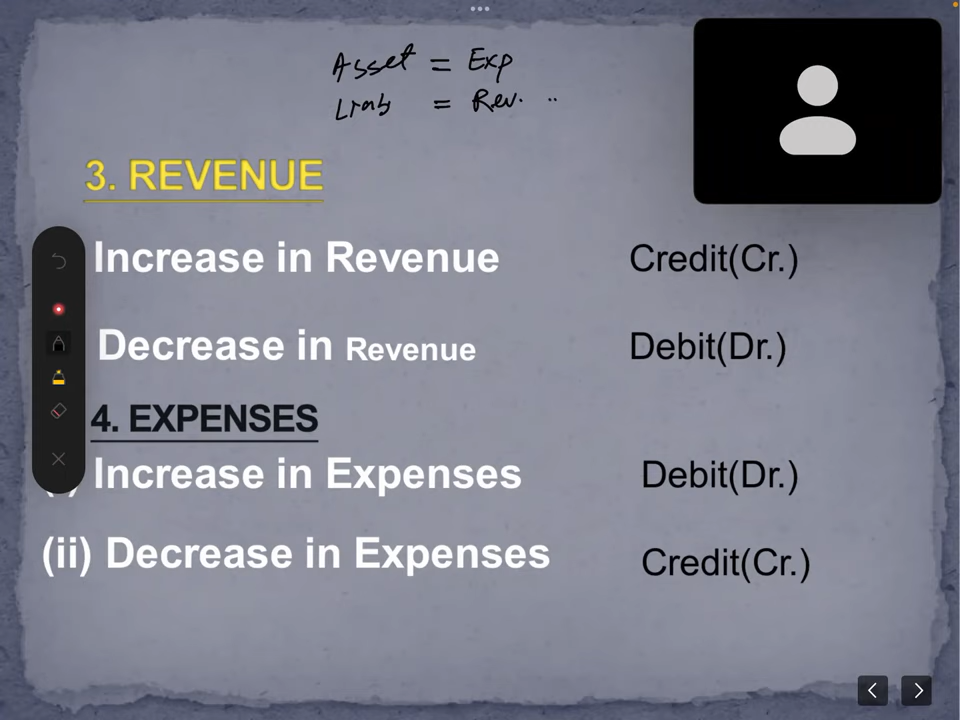 Asset = Exp
Liab = Rev.
3. REVENUE
Increase in Revenue Credit(Cr.)
Decrease in Revenue Debit(Dr.)
4. EXPENSES
Increase in Expenses Debit(Dr.)
(ii) Decrease in Expenses Credit(Cr.)